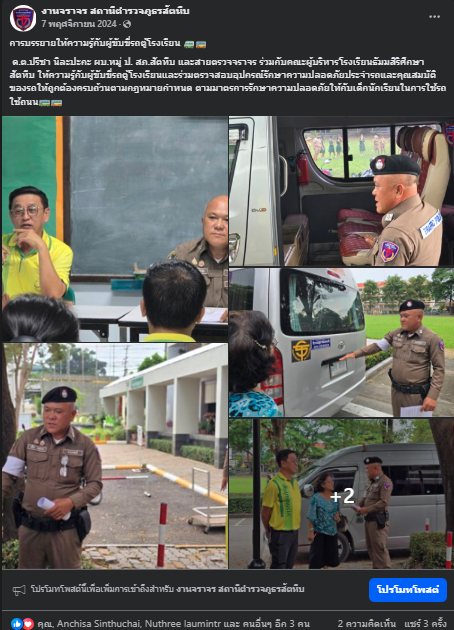 งานจราจร สถานีตำรวจภูธรสัตหีบ
7 พฤศจิกายน 2024 ·
การบรรยายให้ความรู้กับผู้ขับขี่รถตู้โรงเรียน
ด.ต.ปรีชา นิละปะกะ ผบ.หมู่ ป. สภ.สัตหีบ และสายตรวจจราจร ร่วมกับคณะผู้บริหารโรงเรียนธัมมสิริศึกษา
สัตหีบ ให้ความรู้กับผู้ขับขี่รถตู้โรงเรียนและร่วมตรวจสอบอุปกรณ์รักษาความปลอดภัยประจำรถและคุณสมบัติ
ของรถให้ถูกต้องครบถ้วนตามกฎหมายกำหนด ตามมาตรการรักษาความปลอดภัยให้กับเด็กนักเรียนในการใช้รถ
ใช้ถนน
+2
โปรโมทโพสต์นี้เพื่อเพิ่มการเข้าถึงสำหรับ งานจราจร สถานีตำรวจภูธรสัตหีบ
โปรโมทโพสต์
คุณ, Anchisa Sinthuchai, Nuthree Iaumintr และ คนอื่นๆ อีก 3 คน
2 ความคิดเห็น แชร์ 3 ครั้ง